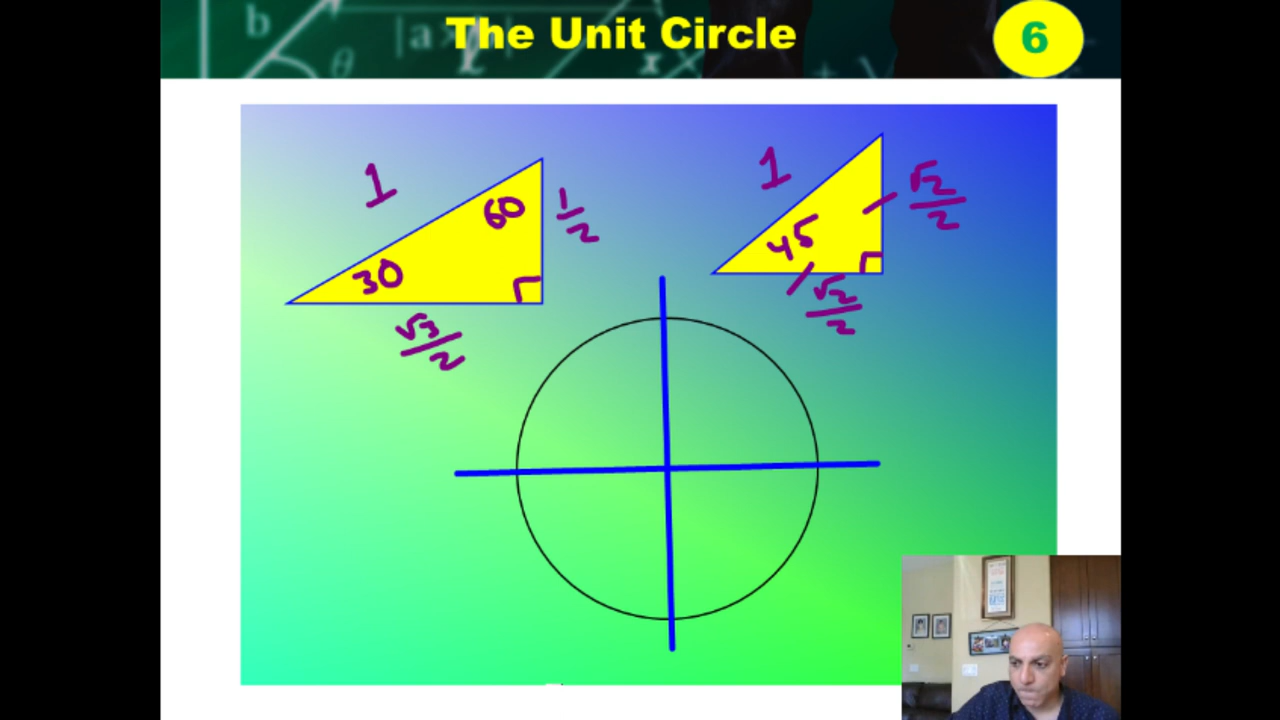 The Unit Circle
6
b
θ
|a
x
1
60
1/2
30
√3/2
1
45
√2/2
√2/2